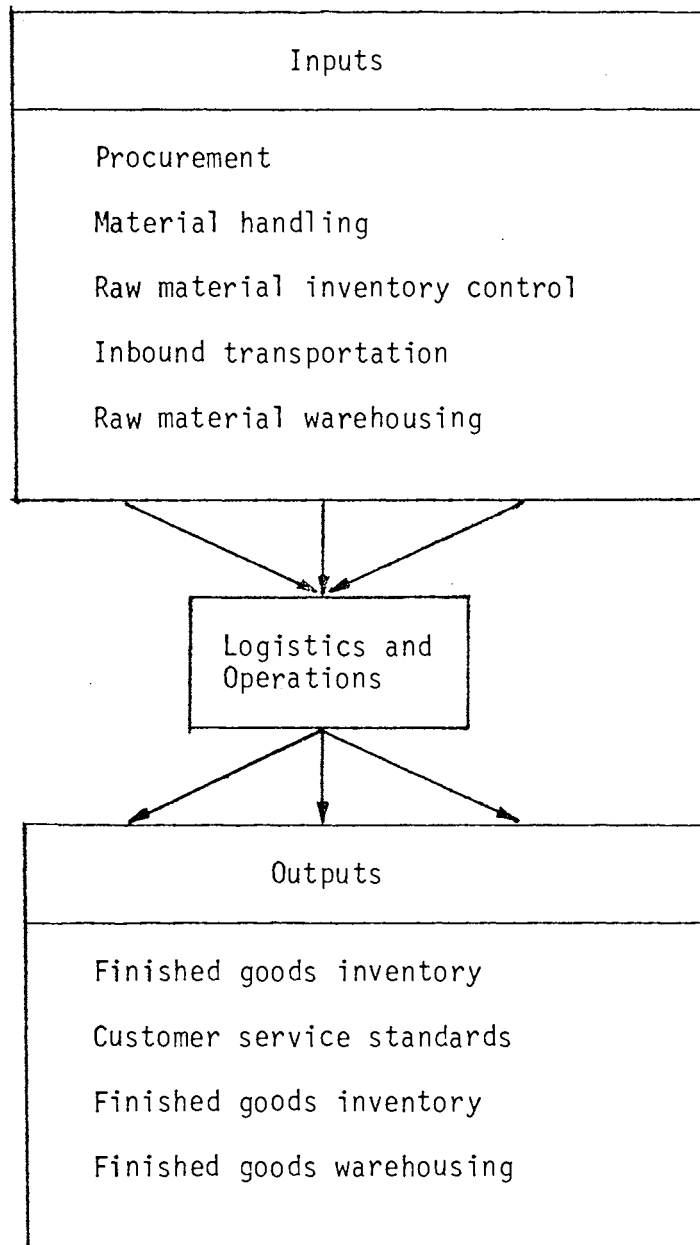 Inputs
Procurement
Material handling
Raw material inventory control
Inbound transportation
Raw material warehousing
Logistics and
Operations
Outputs
Finished goods inventory
Customer service standards
Finished goods inventory
Finished goods warehousing